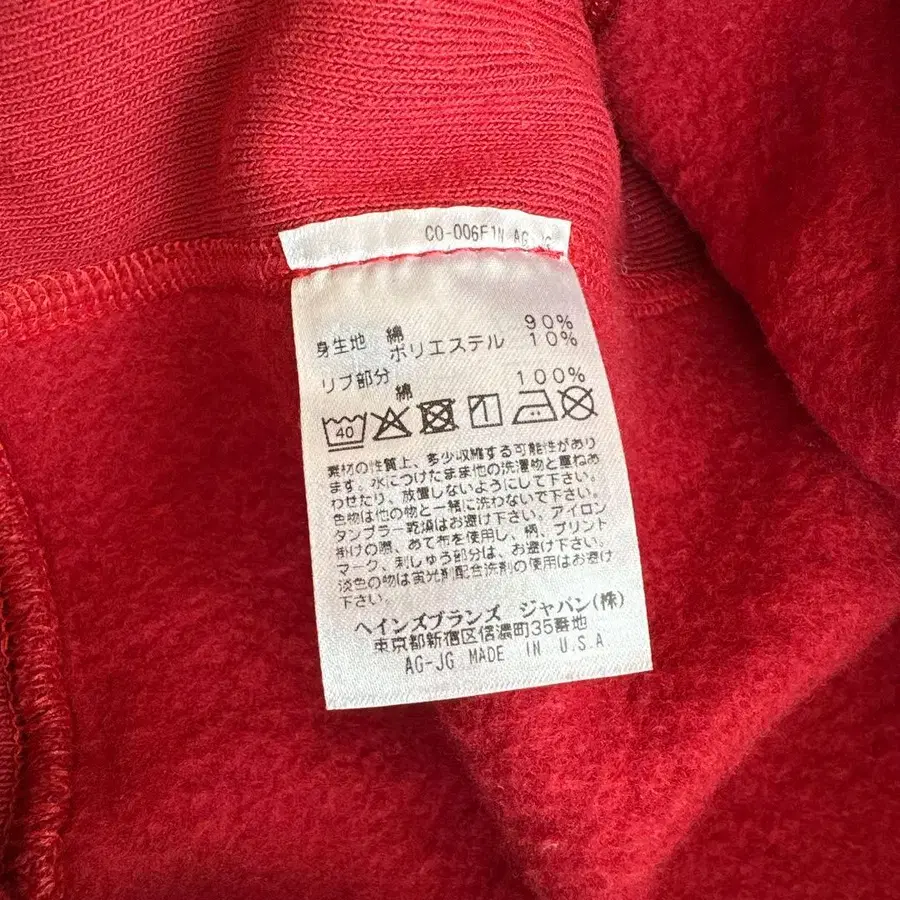 CO-006F1N AG JG
身生地 綿 90%
ポリエステル 10%
リブ部分
綿 100%
40
素材の性質上、多少収縮する可能性があり
ます。水につけたまま他の洗濯物と重ねあ
わせたり、放置しないようにして下さい。
色物は他の物と一緒に洗わないで下さい。
タンブラー乾燥はお避け下さい。アイロン
掛けの際、あて布を使用し、柄、プリント
マーク、刺しゅう部分は、お避け下さい。
淡色の物は蛍光剤配合洗剤の使用はお避け
下さい。
ヘインズブランズ ジャパン(株)
東京都新宿区信濃町35番地
AG-JG MADE IN U.S.A